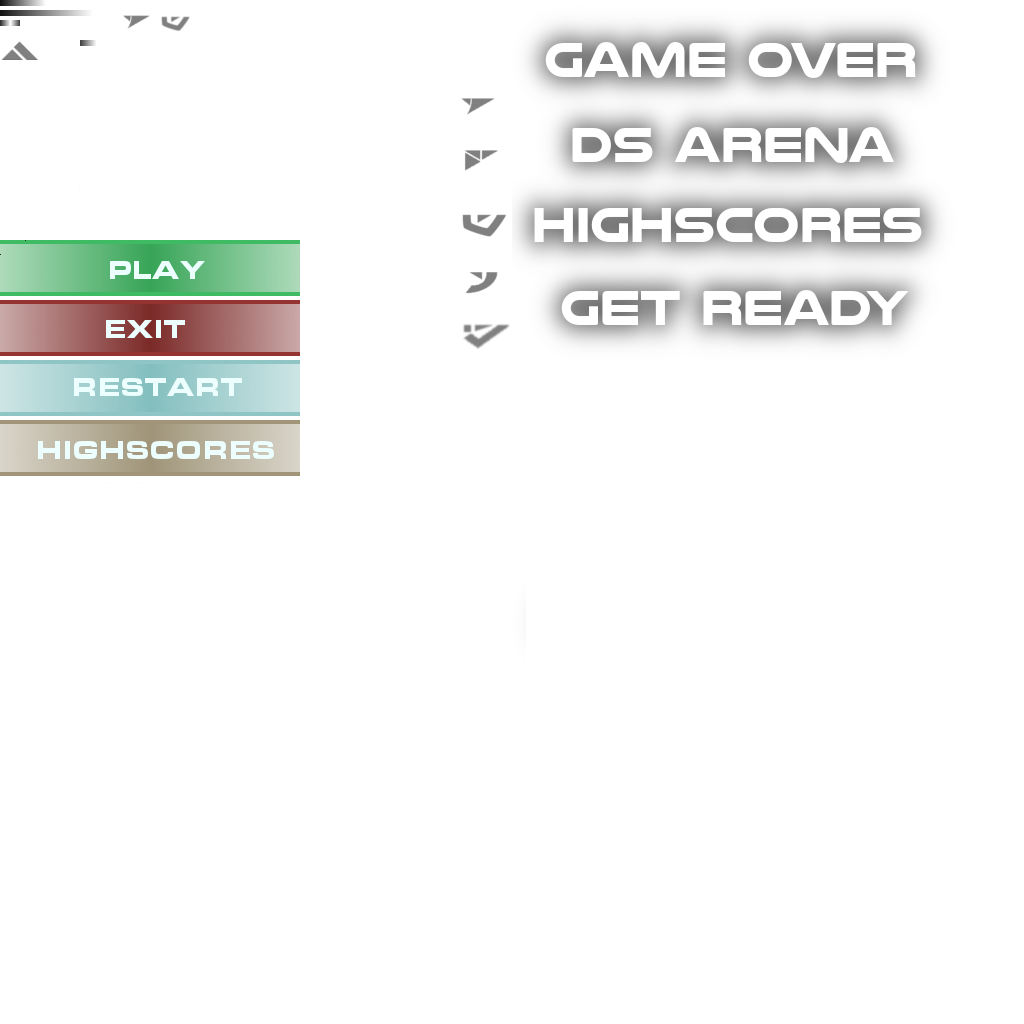 GAME OVER
DS ARENA
HIGHSCORES
GET READY
PLAY
EXIT
RESTART
HIGHSCORES